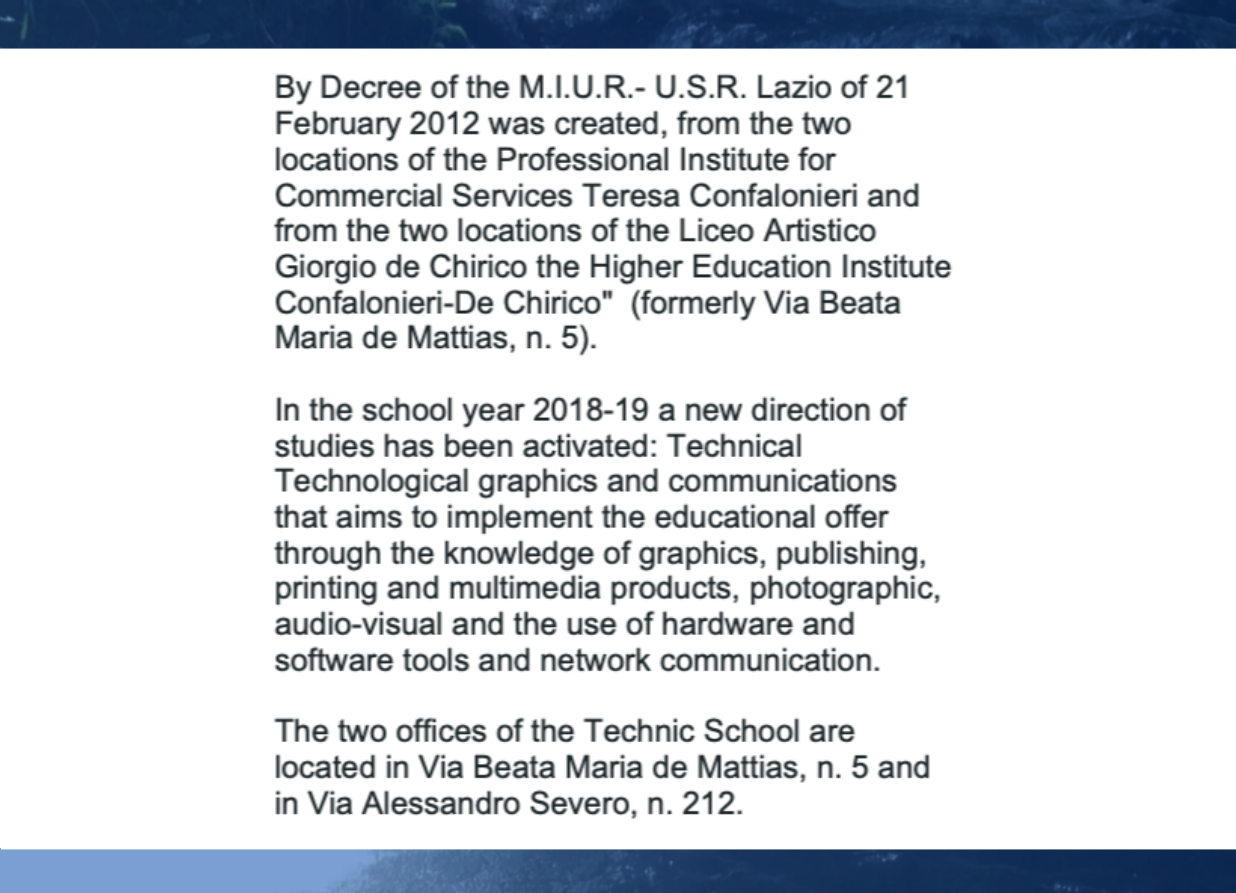 By Decree of the M.I.U.R.- U.S.R. Lazio of 21
February 2012 was created, from the two
locations of the Professional Institute for
Commercial Services Teresa Confalonieri and
from the two locations of the Liceo Artistico
Giorgio de Chirico the Higher Education Institute
Confalonieri-De Chirico"  (formerly Via Beata
Maria de Mattias, n. 5).
In the school year 2018-19 a new direction of
studies has been activated: Technical
Technological graphics and communications
that aims to implement the educational offer
through the knowledge of graphics, publishing,
printing and multimedia products, photographic,
audio-visual and the use of hardware and
software tools and network communication.
The two offices of the Technic School are
located in Via Beata Maria de Mattias, n. 5 and
in Via Alessandro Severo, n. 212.